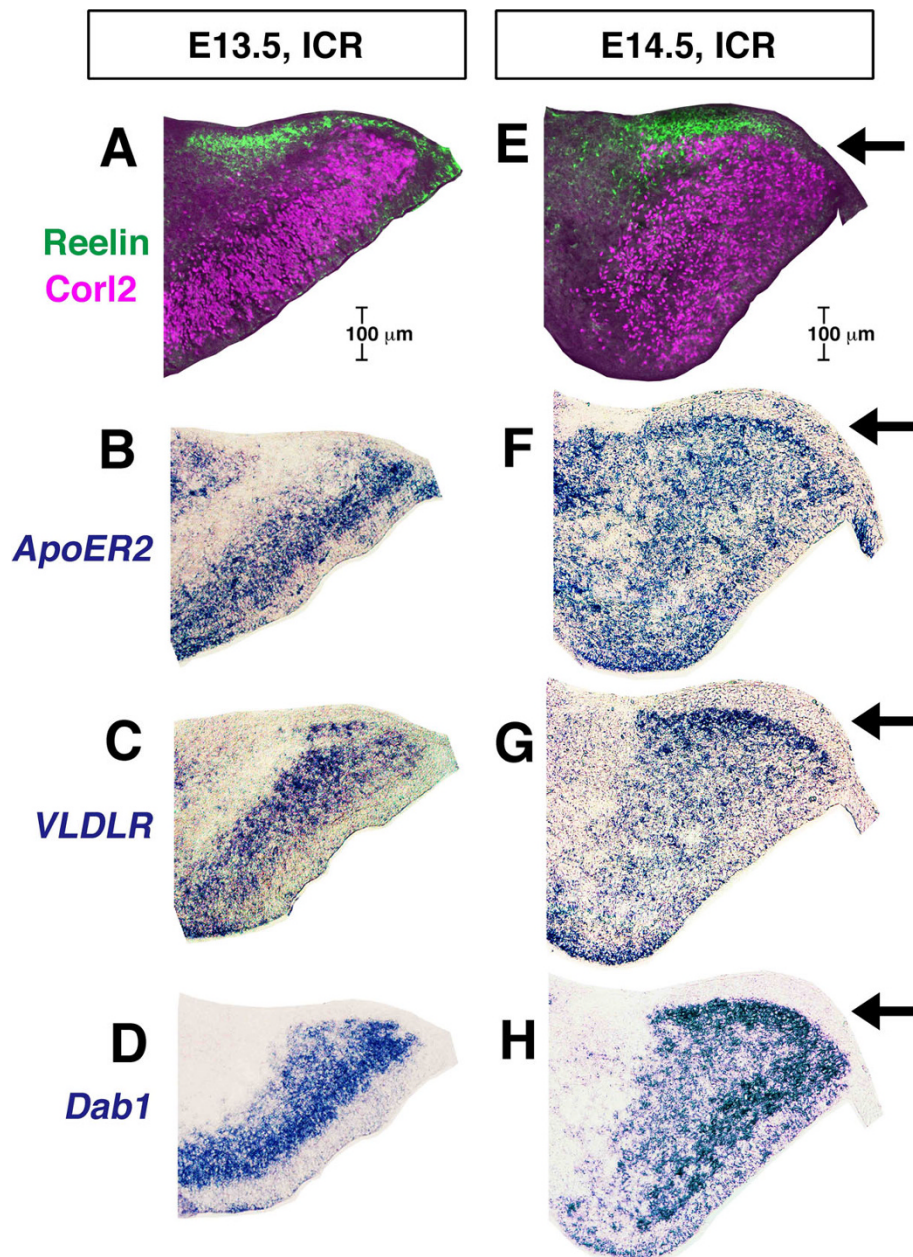 E13.5, ICR
E14.5, ICR
A
Reelin
Corl2
100 μm
E
100 μm
B
ApoER2
F
C
VLDLR
G
D
Dab1
H